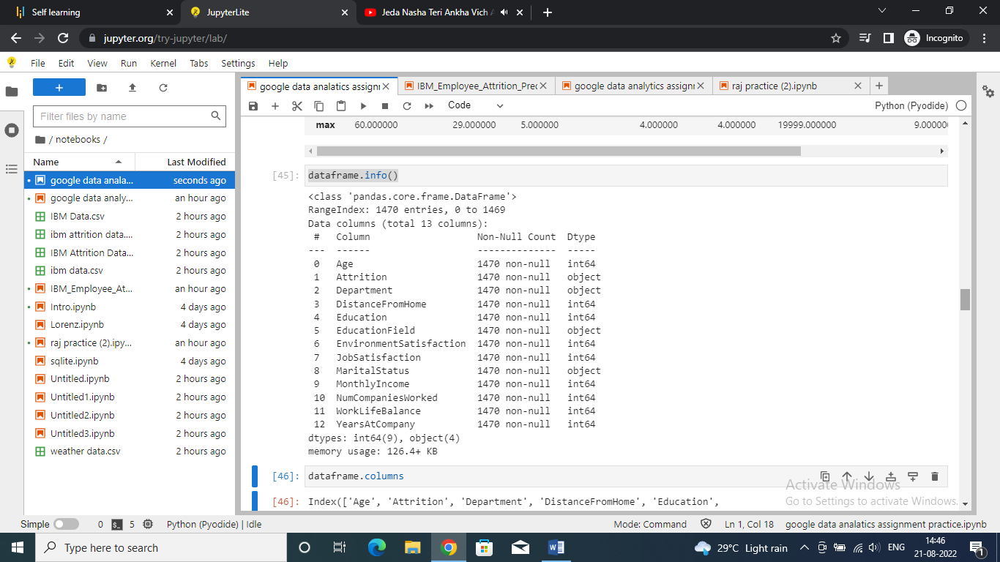 Self learning
JupyterLite
Jeda Nasha Teri Ankha Vich
jupyter.org/try-jupyter/lab/
Incognito
File Edit View Run Kernel Tabs Settings Help
google data analatics assign
IBM_Employee_Attrition_Prec
google data analytics assign
raj practice (2).ipynb
Code
Python (Pyodide)
Filter files by name
/ notebooks /
Name Last Modified
google data anala... seconds ago
google data analy... an hour ago
IBM Data.csv 2 hours ago
ibm attrition data.... 2 hours ago
IBM Attrition Data... 2 hours ago
ibm data.csv 2 hours ago
IBM_Employee_At... an hour ago
Intro.ipynb 4 days ago
Lorenz.ipynb 4 days ago
raj practice (2).ipy... an hour ago
sqlite.ipynb 4 days ago
Untitled.ipynb 2 hours ago
Untitled1.ipynb 2 hours ago
Untitled2.ipynb 2 hours ago
Untitled3.ipynb 2 hours ago
weather data.csv 2 hours ago
max 60.000000 29.000000 5.000000 4.000000 4.000000 19999.000000 9.00000
[45]: dataframe.info()
<class 'pandas.core.frame.DataFrame'>
RangeIndex: 1470 entries, 0 to 1469
Data columns (total 13 columns):
# Column Non-Null Count Dtype
--- ------ -------------- -----
0 Age 1470 non-null int64
1 Attrition 1470 non-null object
2 Department 1470 non-null object
3 DistanceFromHome 1470 non-null int64
4 Education 1470 non-null int64
5 EducationField 1470 non-null object
6 EnvironmentSatisfaction 1470 non-null int64
7 JobSatisfaction 1470 non-null int64
8 MaritalStatus 1470 non-null object
9 MonthlyIncome 1470 non-null int64
10 NumCompaniesWorked 1470 non-null int64
11 WorkLifeBalance 1470 non-null int64
12 YearsAtCompany 1470 non-null int64
dtypes: int64(9), object(4)
memory usage: 126.4+ KB
[46]: dataframe.columns
[46]: Index(['Age', 'Attrition', 'Department', 'DistanceFromHome', 'Education',
Activate Windows
Go to Settings to activate Windows.
Simple 0 5 Python (Pyodide) | Idle
Mode: Command Ln 1, Col 18 google data analatics assignment practice.ipynb
Type here to search
29°C Light rain
ENG
14:46
21-08-2022
1